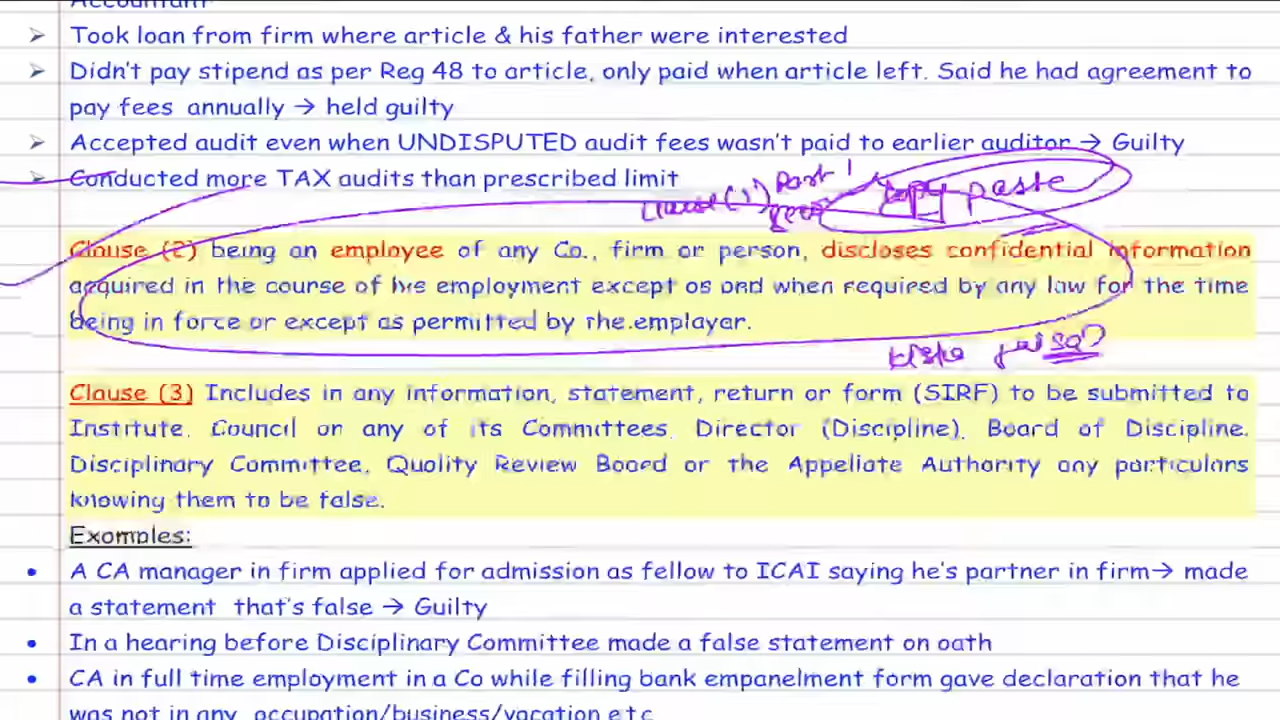 Accountant
➢ Took loan from firm where article & his father were interested
➢ Didn't pay stipend as per Reg 48 to article, only paid when article left. Said he had agreement to
pay fees annually → held guilty
➢ Accepted audit even when UNDISPUTED audit fees wasn't paid to earlier auditor → Guilty
➢ Conducted more TAX audits than prescribed limit
Clause (1) Part 1
copy paste
Clause (2) being an employee of any Co., firm or person, discloses confidential information
acquired in the course of his employment except as and when required by any law for the time
being in force or except as permitted by the employer.
Clause (3) Includes in any information, statement, return or form (SIRF) to be submitted to
Institute, Council or any of its Committees, Director (Discipline), Board of Discipline,
Disciplinary Committee, Quality Review Board or the Appellate Authority any particulars
knowing them to be false.
Examples:
• A CA manager in firm applied for admission as fellow to ICAI saying he's partner in firm→ made
a statement that's false → Guilty
• In a hearing before Disciplinary Committee made a false statement on oath
• CA in full time employment in a Co while filling bank empanelment form gave declaration that he
was not in any occupation/business/vocation etc